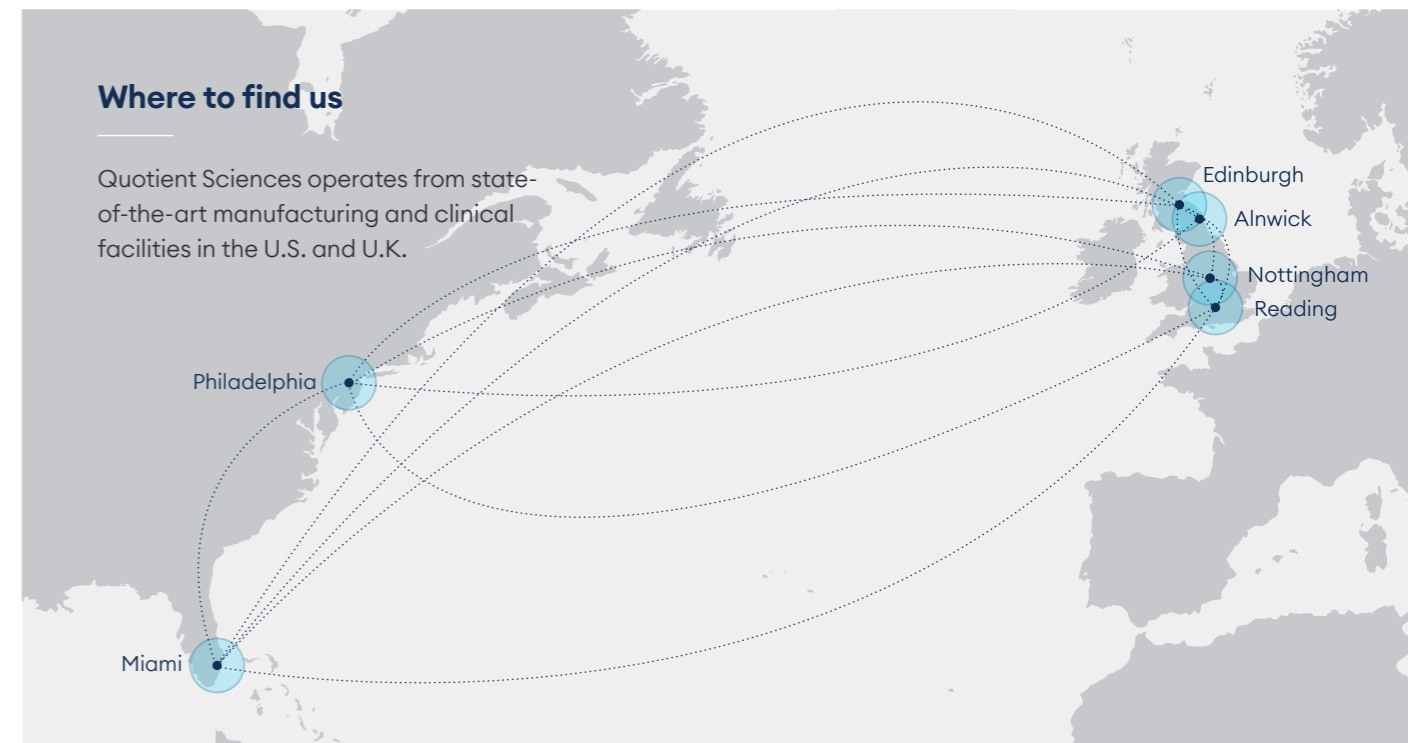 Where to find us
Quotient Sciences operates from state-
of-the-art manufacturing and clinical
facilities in the U.S. and U.K.
Edinburgh
Alnwick
Nottingham
Reading
Philadelphia
Miami